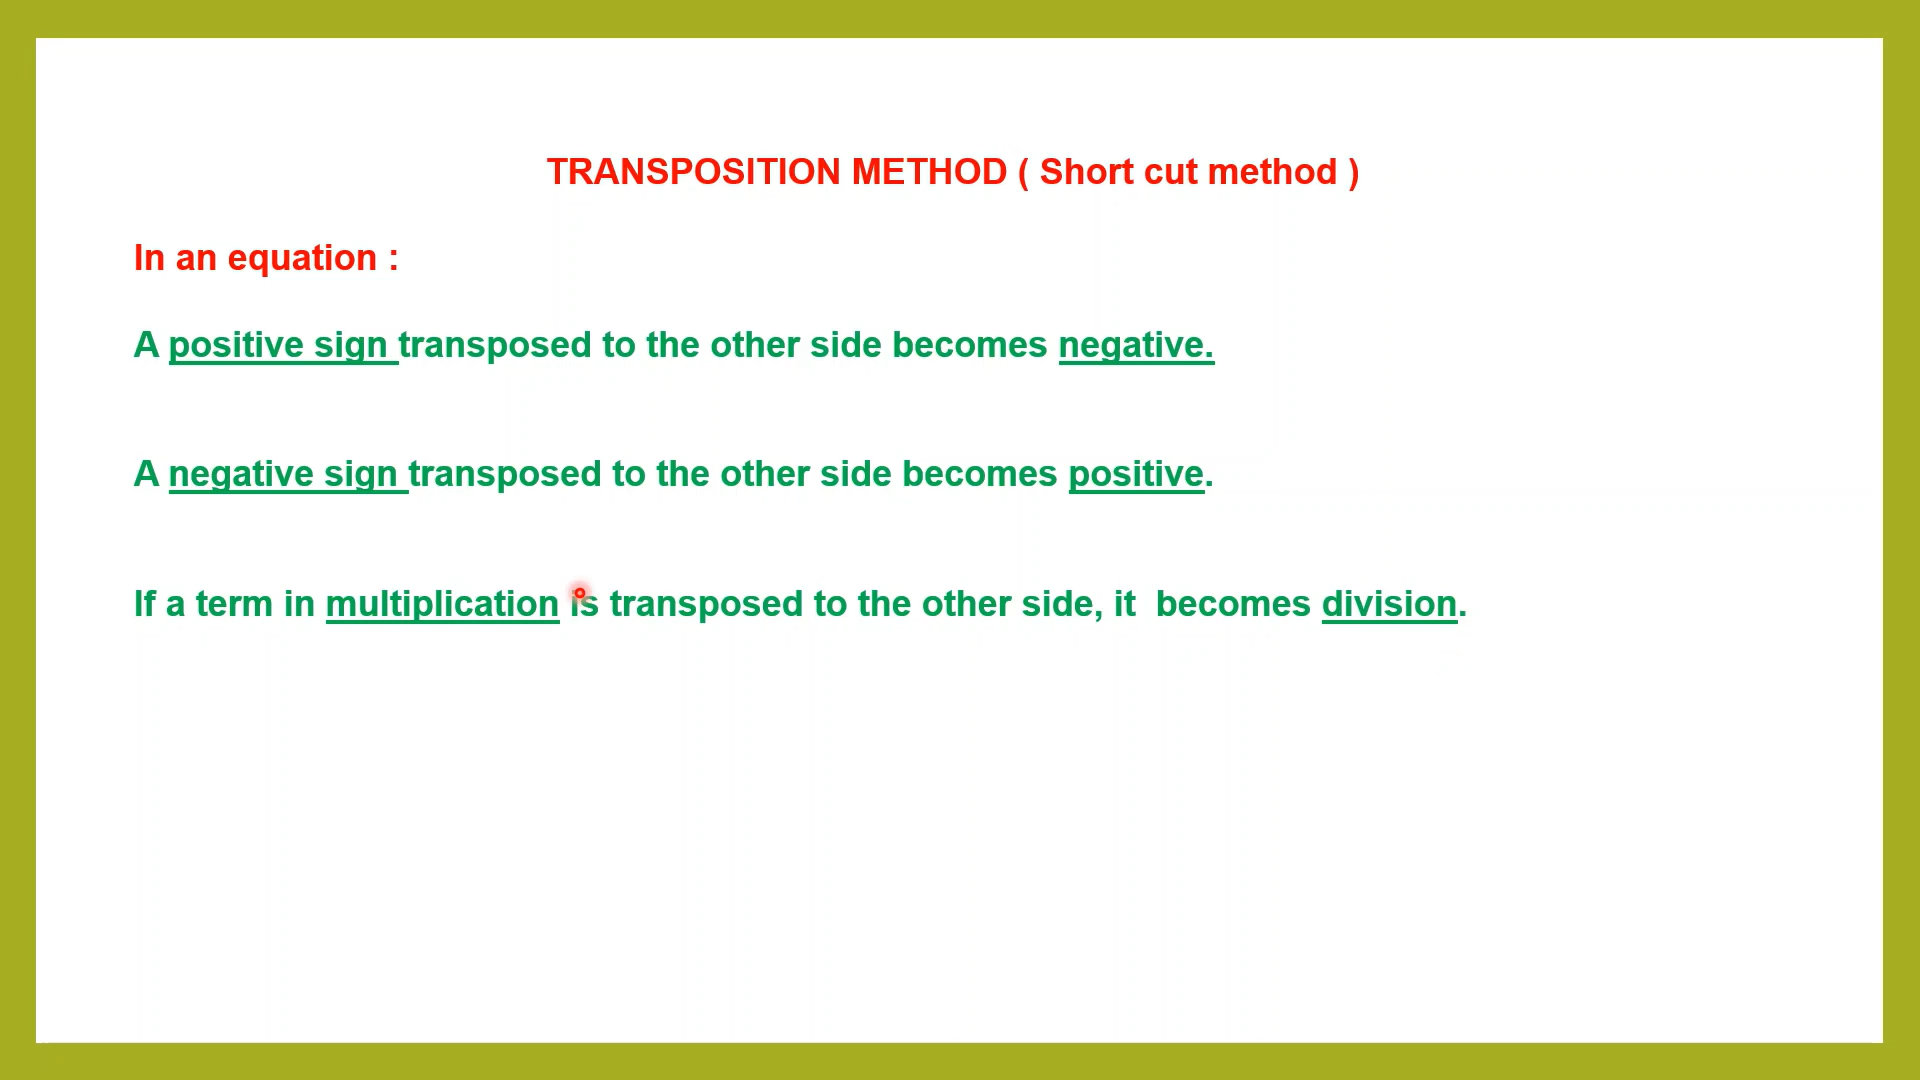 TRANSPOSITION METHOD ( Short cut method )
In an equation :
A positive sign transposed to the other side becomes negative.
A negative sign transposed to the other side becomes positive.
If a term in multiplication is transposed to the other side, it  becomes division.